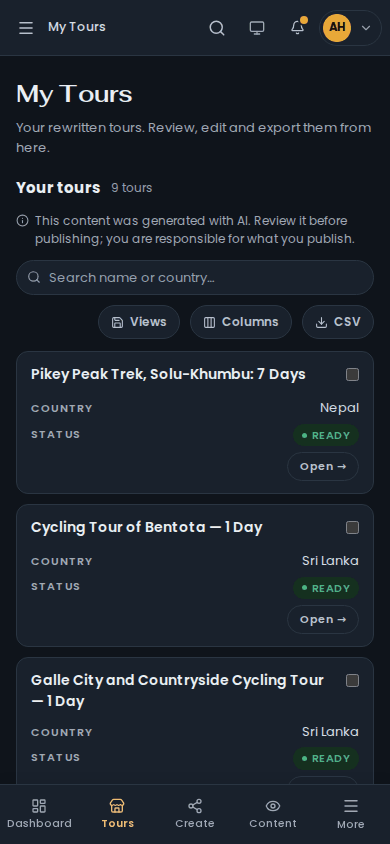 My Tours
AH
My Tours
Your rewritten tours. Review, edit and export them from
here.
Your tours 9 tours
This content was generated with AI. Review it before
publishing; you are responsible for what you publish.
Search name or country…
Views
Columns
CSV
Pikey Peak Trek, Solu-Khumbu: 7 Days
COUNTRY Nepal
STATUS READY
Open →
Cycling Tour of Bentota — 1 Day
COUNTRY Sri Lanka
STATUS READY
Open →
Galle City and Countryside Cycling Tour
— 1 Day
COUNTRY Sri Lanka
STATUS READY
Dashboard
Tours
Create
Content
More